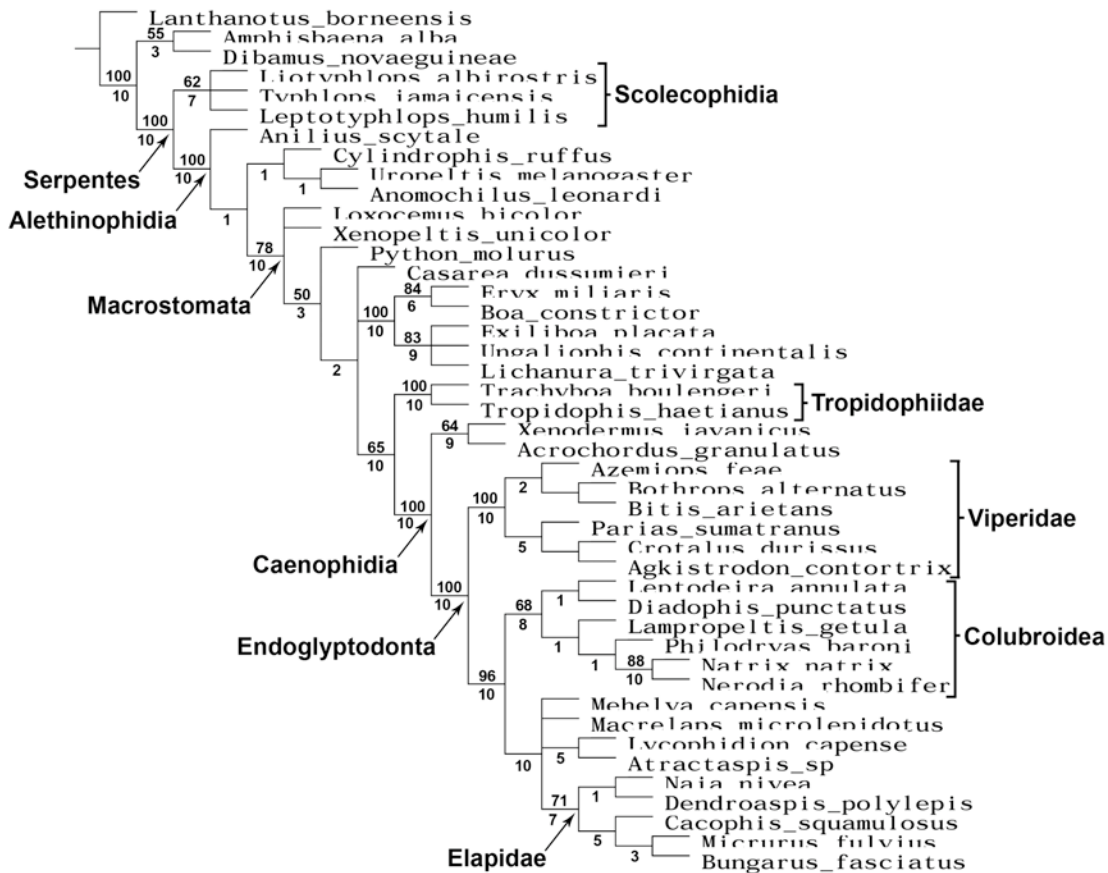 Lanthanotus_borneensis
55
Amphisbaena_alba
3
Dibamus_novaeguineae
100
10
Liotyphlops_albirostris
62
Typhlops_jamaicensis
7
Scolecophidia
Leptotyphlops_humilis
100
10
Anilius_scytale
Serpentes
100
10
Cylindrophis_ruffus
1
Uropeltis_melanogaster
1
Anomochilus_leonardi
Alethinophidia
1
Loxocemus_bicolor
Xenopeltis_unicolor
78
10
Python_molurus
Macrostomata
50
3
Casarea_dussumieri
84
Eryx_miliaris
6
Boa_constrictor
100
10
Exiliboa_placata
83
Ungaliophis_continentalis
9
Lichanura_trivirgata
2
100
Trachyboa_boulengeri
10
Tropidophis_haetianus
Tropidophiidae
64
Xenodermus_javanicus
9
Acrochordus_granulatus
65
10
Azemiops_feae
2
Bothrops_alternatus
Bitis_arietans
100
10
Viperidae
Parias_sumatranus
5
Crotalus_durissus
Agkistrodon_contortrix
100
10
Caenophidia
Leptodeira_annulata
1
Diadophis_punctatus
68
8
Lampropeltis_getula
1
Philodryas_baroni
1
88
Natrix_natrix
10
Nerodia_rhombifer
Colubroidea
100
10
Endoglyptodonta
96
10
Mehelya_capensis
Macrelaps_microlepidotus
Lycophidion_capense
5
Atractaspis_sp
10
Naja_nivea
1
Dendroaspis_polylepis
71
7
Cacophis_squamulosus
5
Micrurus_fulvius
3
Bungarus_fasciatus
Elapidae